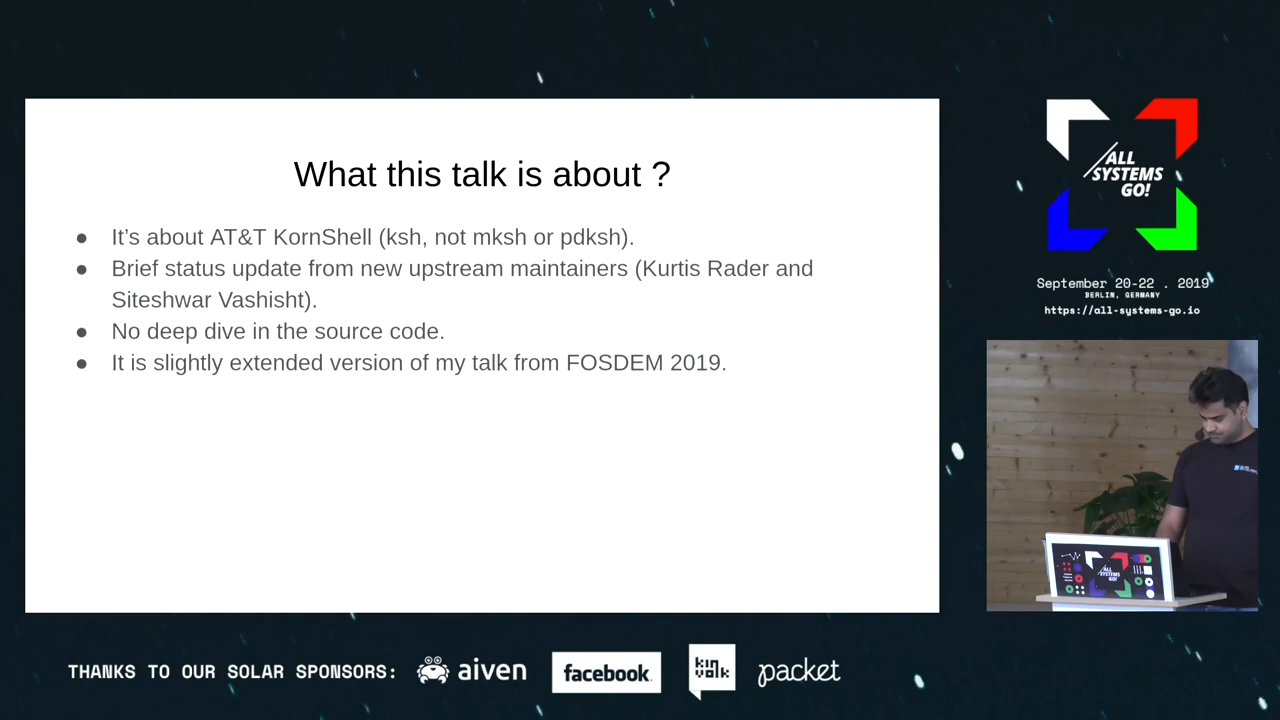 What this talk is about ?
● It's about AT&T KornShell (ksh, not mksh or pdksh).
● Brief status update from new upstream maintainers (Kurtis Rader and
Siteshwar Vashisht).
● No deep dive in the source code.
● It is slightly extended version of my talk from FOSDEM 2019.
ALL
SYSTEMS
GO!
September 20-22 . 2019
BERLIN, GERMANY
https://all-systems-go.io
ALL
SYSTEMS
GO!
THANKS TO OUR SOLAR SPONSORS:
aiven
facebook.
kinvolk
packet